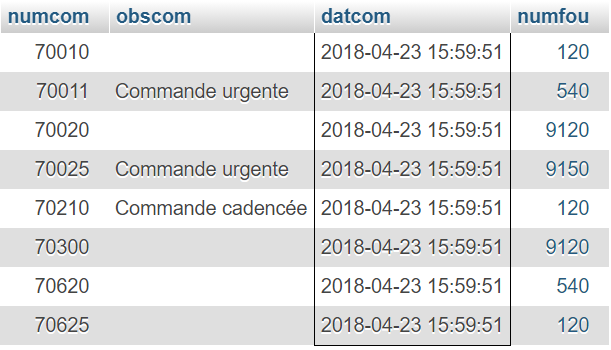 numcom obscom datcom numfou
70010 2018-04-23 15:59:51 120
70011 Commande urgente 2018-04-23 15:59:51 540
70020 2018-04-23 15:59:51 9120
70025 Commande urgente 2018-04-23 15:59:51 9150
70210 Commande cadencée 2018-04-23 15:59:51 120
70300 2018-04-23 15:59:51 9120
70620 2018-04-23 15:59:51 540
70625 2018-04-23 15:59:51 120